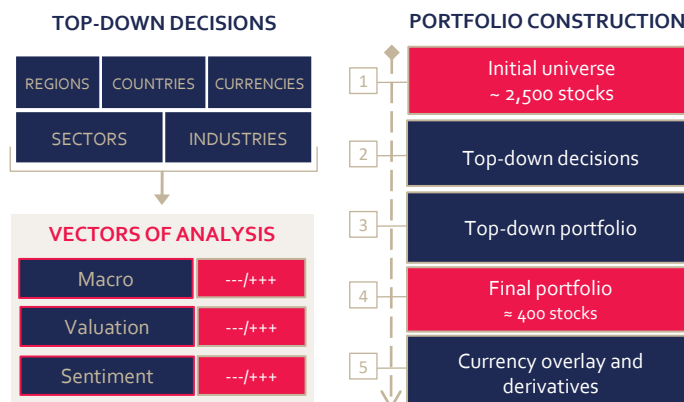 TOP-DOWN DECISIONS
REGIONS
COUNTRIES
CURRENCIES
SECTORS
INDUSTRIES
VECTORS OF ANALYSIS
Macro
---/+++
Valuation
---/+++
Sentiment
---/+++
PORTFOLIO CONSTRUCTION
1
Initial universe
~ 2,500 stocks
2
Top-down decisions
3
Top-down portfolio
4
Final portfolio
≈ 400 stocks
5
Currency overlay and
derivatives